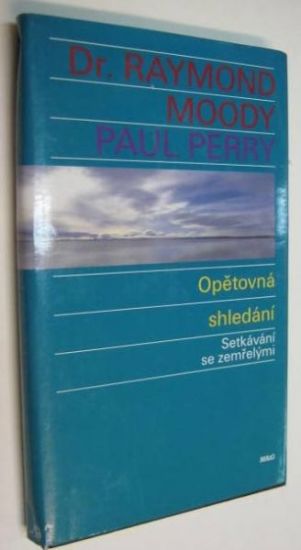 Dr. RAYMOND
MOODY
PAUL PERRY
Opětovná
shledání
Setkávání
se zemřelými